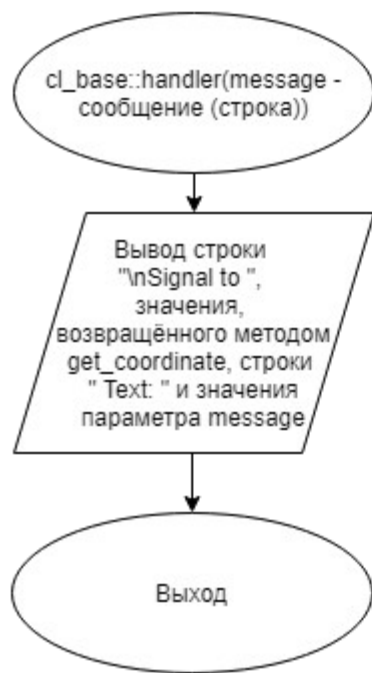 cl_base::handler(message -
сообщение (строка))
Вывод строки
"\nSignal to ",
значения,
возвращённого методом
get_coordinate, строки
" Text: " и значения
параметра message
Выход